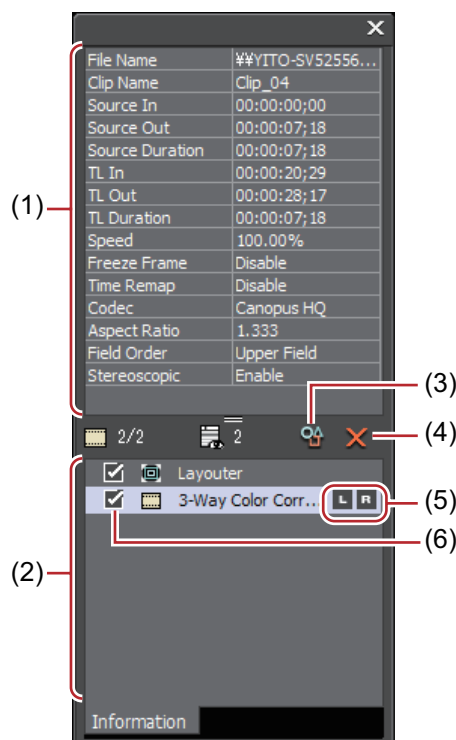 File Name ¥¥YITO-SV52556...
Clip Name Clip_04
Source In 00:00:00;00
Source Out 00:00:07;18
Source Duration 00:00:07;18
TL In 00:00:20;29
TL Out 00:00:28;17
TL Duration 00:00:07;18
(1)
Speed 100.00%
Freeze Frame Disable
Time Remap Disable
Codec Canopus HQ
Aspect Ratio 1.333
Field Order Upper Field
Stereoscopic Enable
(3)
2/2 2
(4)
Layouter
(5)
3-Way Color Corr... L R
(6)
(2)
Information